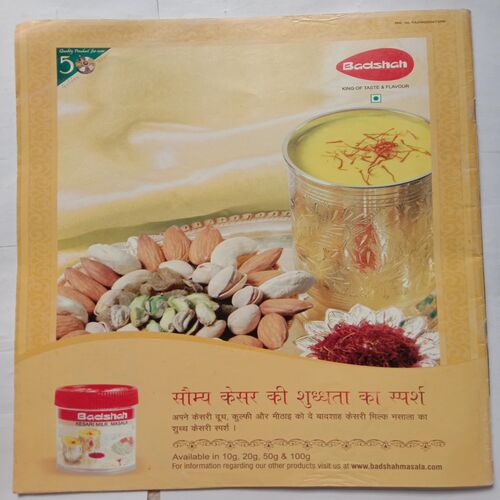 Quality Product for over
50
Badshah
KING OF TASTE & FLAVOUR
Badshah
KESARI MILK MASALA
सौम्य केसर की शुध्धता का स्पर्श
अपने केसरी दूध, कुल्फी और मीठाइ को दे बादशाह केसरी मिल्क मसाला का
शुध्ध केसरी स्पर्श ।
Available in 10g, 20g, 50g & 100g
For information regarding our other products visit us at www.badshahmasala.com